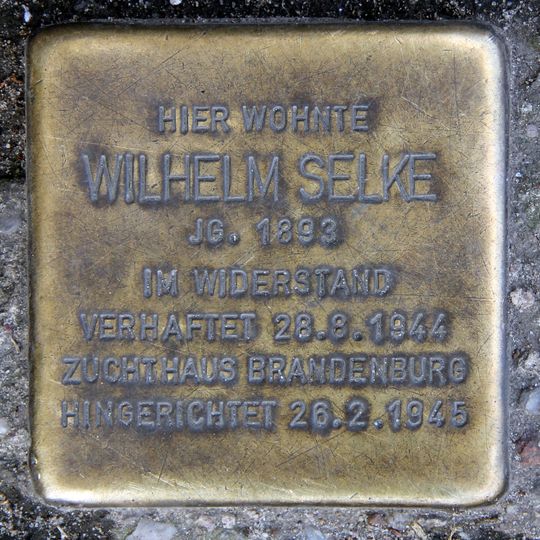 HIER WOHNTE
WILHELM SELKE
JG. 1893
IM WIDERSTAND
VERHAFTET 28.8.1944
ZUCHTHAUS BRANDENBURG
HINGERICHTET 26.2.1945